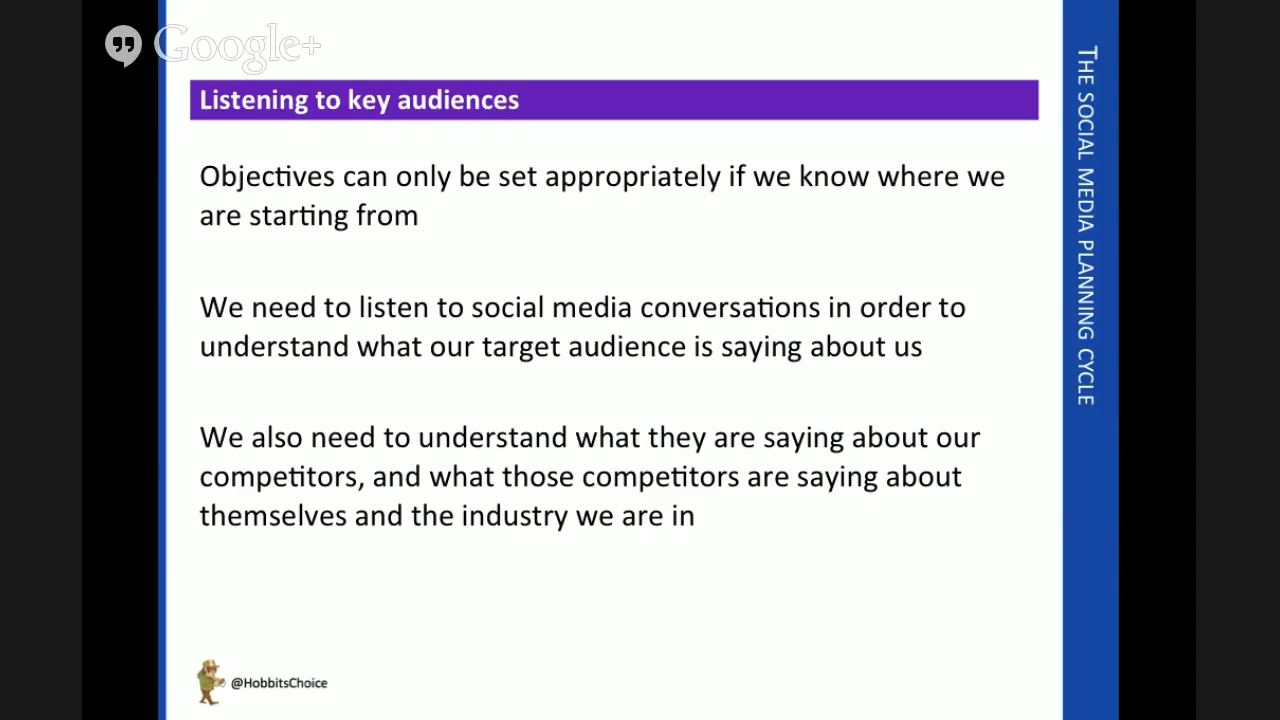 Google+
Listening to key audiences
THE SOCIAL MEDIA PLANNING CYCLE
Objectives can only be set appropriately if we know where we
are starting from
We need to listen to social media conversations in order to
understand what our target audience is saying about us
We also need to understand what they are saying about our
competitors, and what those competitors are saying about
themselves and the industry we are in
@HobbitsChoice